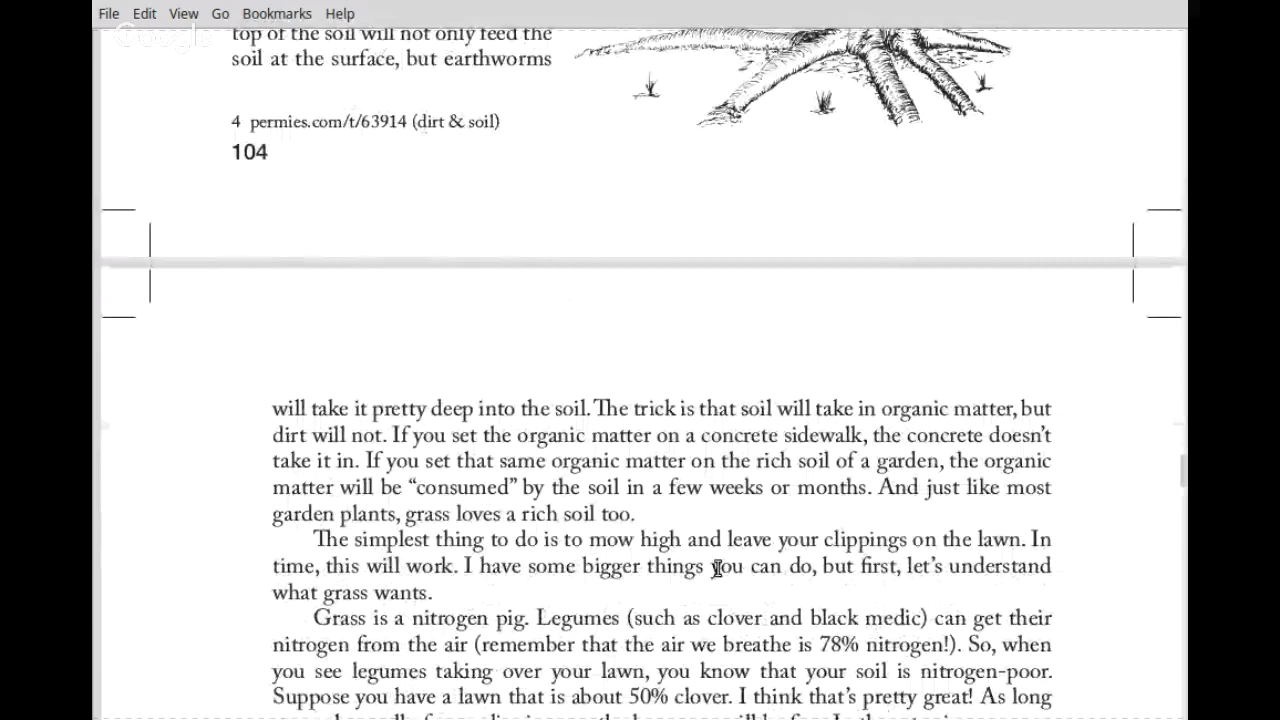 File Edit View Go Bookmarks Help
Google
top of the soil will not only feed the
soil at the surface, but earthworms
4 permies.com/t/63914 (dirt & soil)
104
will take it pretty deep into the soil. The trick is that soil will take in organic matter, but
dirt will not. If you set the organic matter on a concrete sidewalk, the concrete doesn't
take it in. If you set that same organic matter on the rich soil of a garden, the organic
matter will be “consumed” by the soil in a few weeks or months. And just like most
garden plants, grass loves a rich soil too.
The simplest thing to do is to mow high and leave your clippings on the lawn. In
time, this will work. I have some bigger things you can do, but first, let's understand
what grass wants.
Grass is a nitrogen pig. Legumes (such as clover and black medic) can get their
nitrogen from the air (remember that the air we breathe is 78% nitrogen!). So, when
you see legumes taking over your lawn, you know that your soil is nitrogen-poor.
Suppose you have a lawn that is about 50% clover. I think that's pretty great! As long